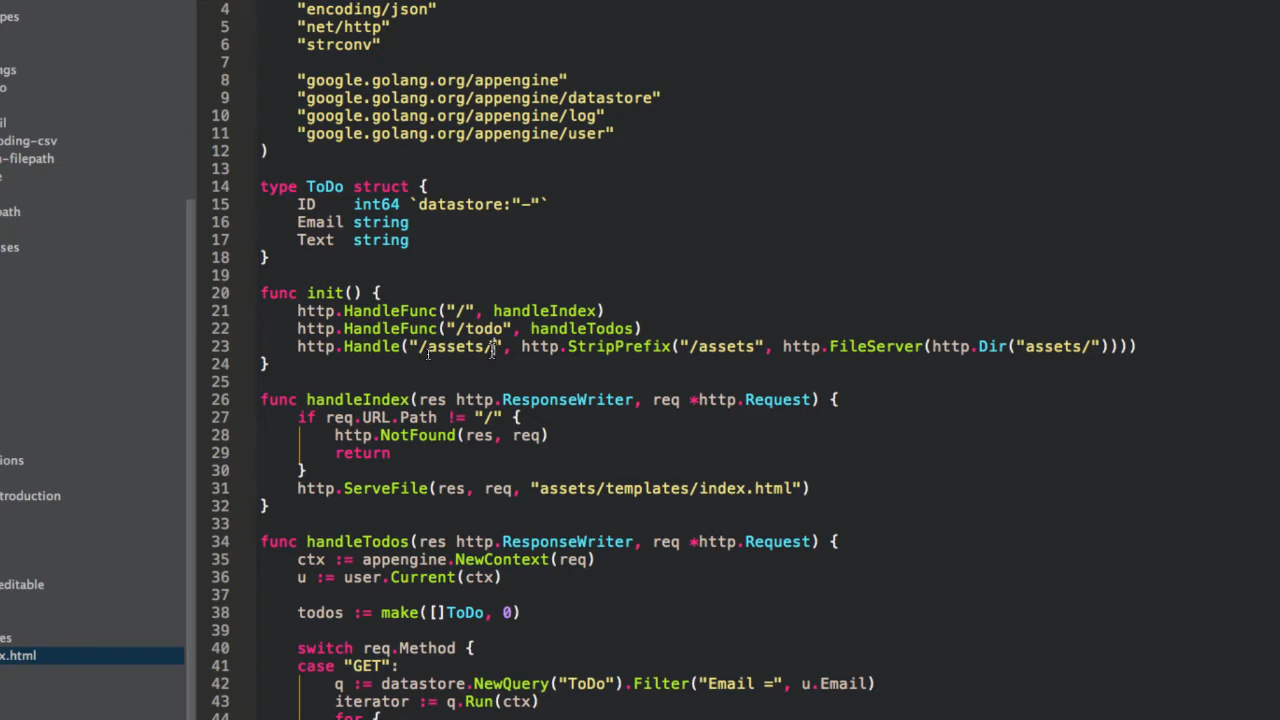 pes
ngs
o
il
oding-csv
n-filepath
e
path
ses
ions
troduction
editable
es
x.html
4 "encoding/json"
5 "net/http"
6 "strconv"
7
8 "google.golang.org/appengine"
9 "google.golang.org/appengine/datastore"
10 "google.golang.org/appengine/log"
11 "google.golang.org/appengine/user"
12 )
13
14 type ToDo struct {
15 ID int64 `datastore:"-"`
16 Email string
17 Text string
18 }
19
20 func init() {
21 http.HandleFunc("/", handleIndex)
22 http.HandleFunc("/todo", handleTodos)
23 http.Handle("/assets/", http.StripPrefix("/assets", http.FileServer(http.Dir("assets/"))))
24 }
25
26 func handleIndex(res http.ResponseWriter, req *http.Request) {
27 if req.URL.Path != "/" {
28 http.NotFound(res, req)
29 return
30 }
31 http.ServeFile(res, req, "assets/templates/index.html")
32 }
33
34 func handleTodos(res http.ResponseWriter, req *http.Request) {
35 ctx := appengine.NewContext(req)
36 u := user.Current(ctx)
37
38 todos := make([]ToDo, 0)
39
40 switch req.Method {
41 case "GET":
42 q := datastore.NewQuery("ToDo").Filter("Email =", u.Email)
43 iterator := q.Run(ctx)
44 for {